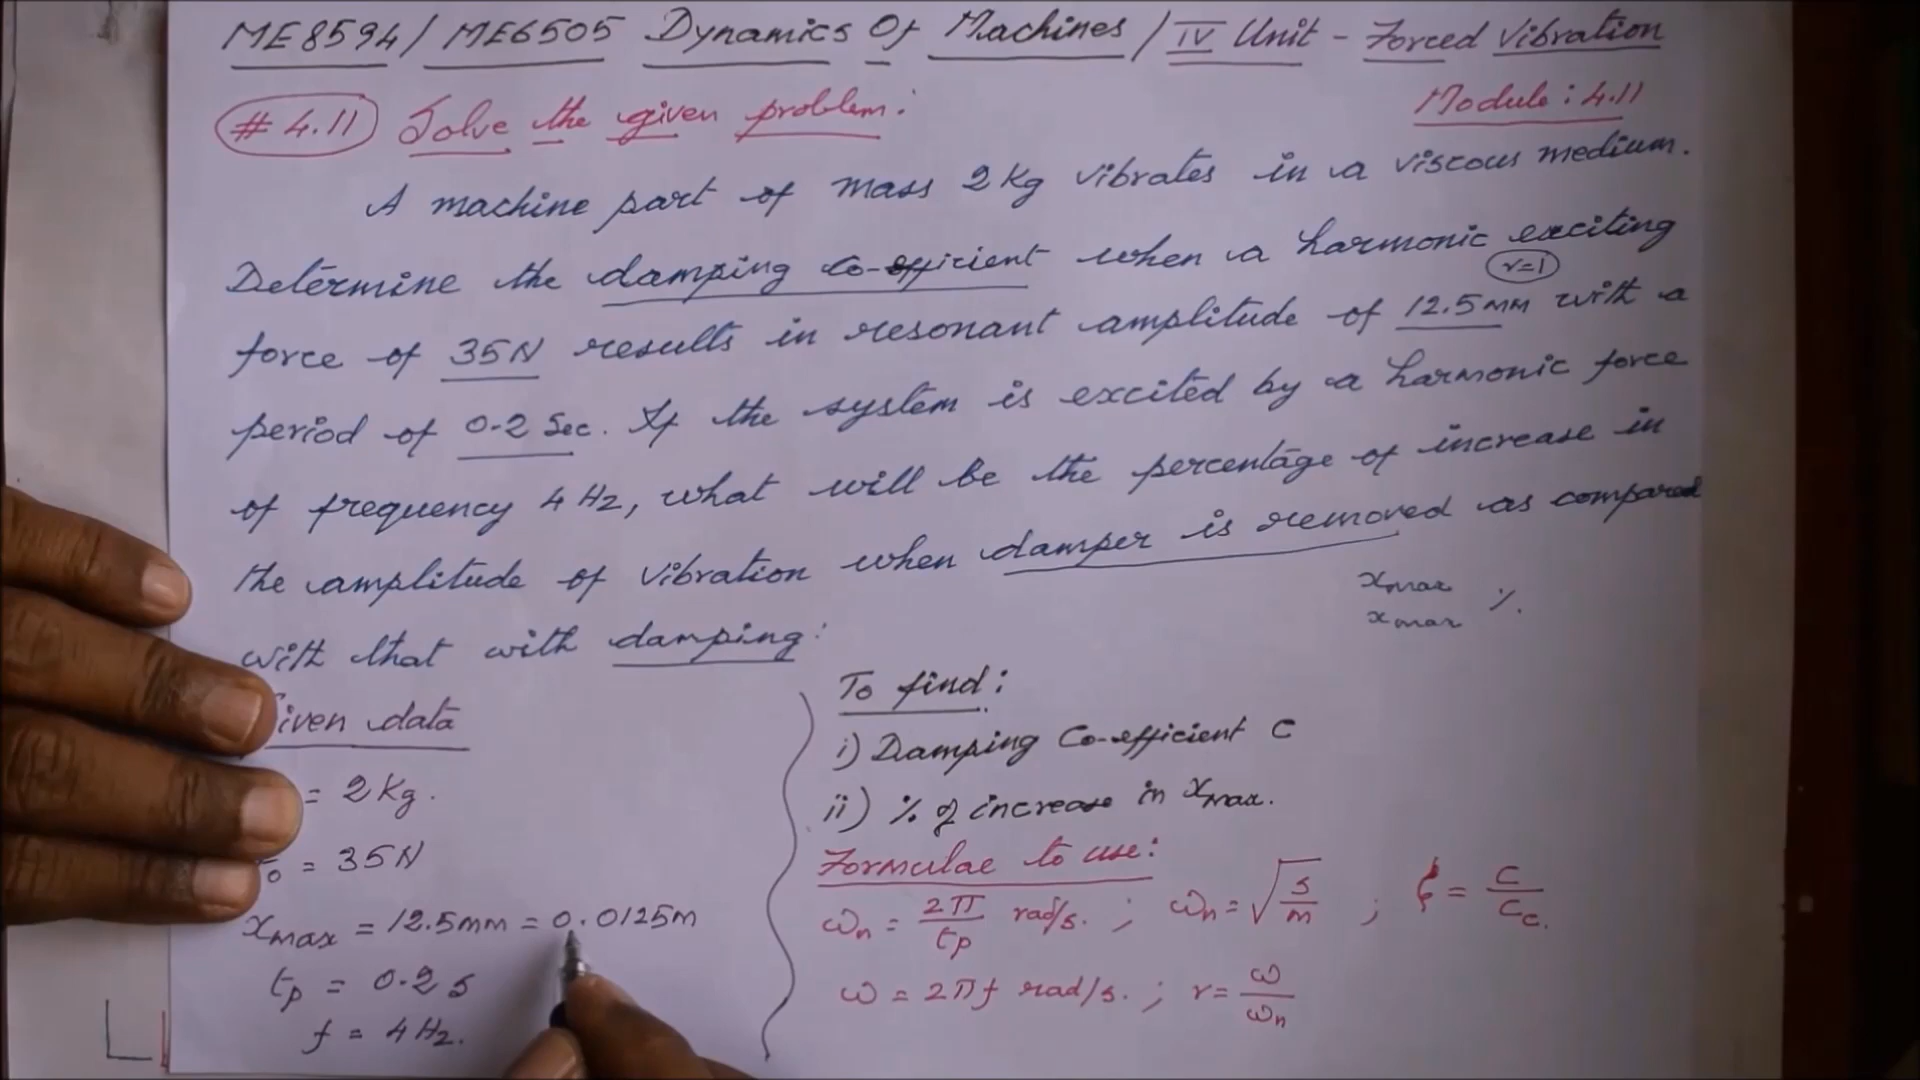 ME8594/ME6505 Dynamics Of Machines / IV Unit - Forced Vibration
#4.11 Solve the given problem:
Module: 4.11
A machine part of mass 2 Kg vibrates in a viscous medium.
Determine the damping Co-efficient when a harmonic exciting
r=1
force of 35N results in resonant amplitude of 12.5mm with a
period of 0.2 Sec. If the system is excited by a harmonic force
of frequency 4 Hz, what will be the percentage of increase in
the amplitude of vibration when damper is removed as compared
xmax
xmax %.
with that with damping:
iven data
= 2 Kg.
= 35N
xmax = 12.5mm = 0.0125m
tp = 0.2 s
f = 4 Hz.
To find:
i) Damping Co-efficient C
ii) % of increase in xmax.
Formulae to use:
ωn = 2π/tp rad/s. ; ωn = √s/m ; ζ = C/Cc.
ω = 2πf rad/s. ; r = ω/ωn